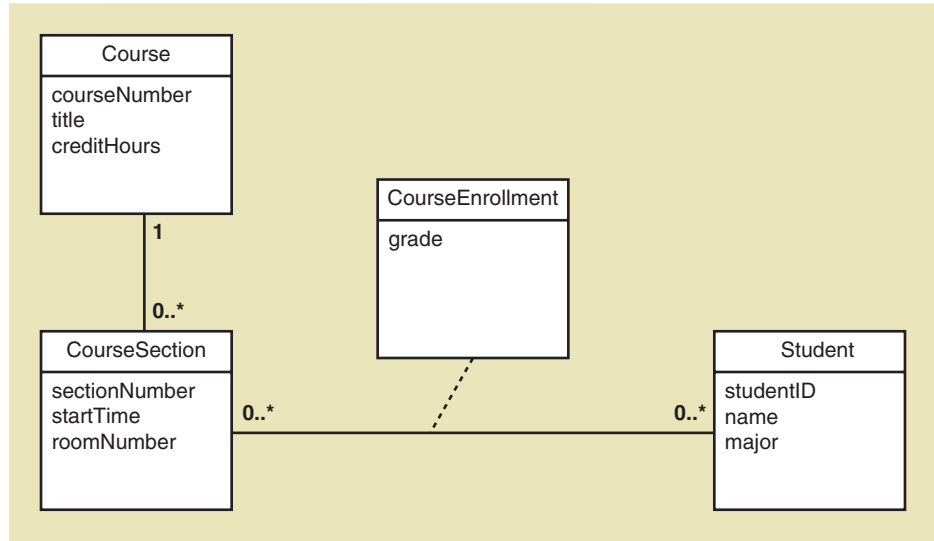 Course
courseNumber
title
creditHours
1
0..*
CourseSection
sectionNumber
startTime
roomNumber
CourseEnrollment
grade
0..*
0..*
Student
studentID
name
major